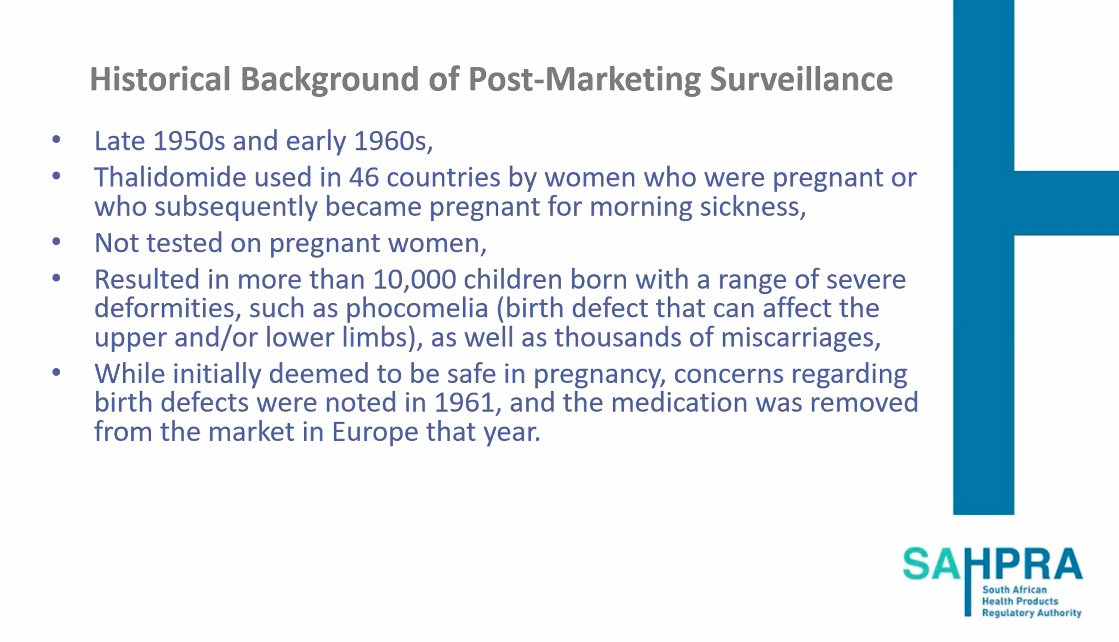 Historical Background of Post-Marketing Surveillance
• Late 1950s and early 1960s,
• Thalidomide used in 46 countries by women who were pregnant or
who subsequently became pregnant for morning sickness,
• Not tested on pregnant women,
• Resulted in more than 10,000 children born with a range of severe
deformities, such as phocomelia (birth defect that can affect the
upper and/or lower limbs), as well as thousands of miscarriages,
• While initially deemed to be safe in pregnancy, concerns regarding
birth defects were noted in 1961, and the medication was removed
from the market in Europe that year.
SAHPRA
South African
Health Products
Regulatory Authority